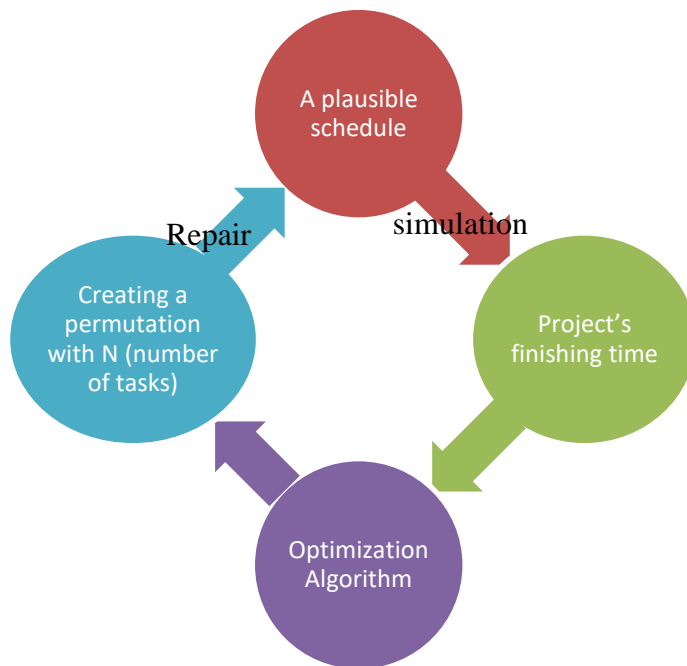 A plausible
schedule
Repair
simulation
Creating a
permutation
with N (number
of tasks)
Project’s
finishing time
Optimization
Algorithm